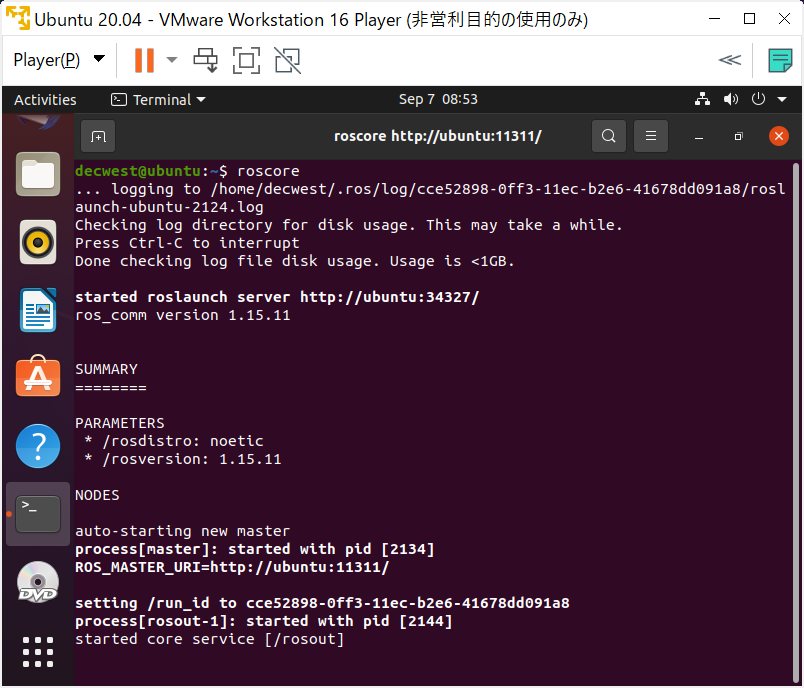 Ubuntu 20.04 - VMware Workstation 16 Player (非営利目的の使用のみ)
Player(P)
Activities
Terminal
Sep 7 08:53
roscore http://ubuntu:11311/
decwest@ubuntu:~$ roscore
... logging to /home/decwest/.ros/log/cce52898-0ff3-11ec-b2e6-41678dd091a8/rosl
aunch-ubuntu-2124.log
Checking log directory for disk usage. This may take a while.
Press Ctrl-C to interrupt
Done checking log file disk usage. Usage is <1GB.
started roslaunch server http://ubuntu:34327/
ros_comm version 1.15.11
SUMMARY
========
PARAMETERS
* /rosdistro: noetic
* /rosversion: 1.15.11
NODES
auto-starting new master
process[master]: started with pid [2134]
ROS_MASTER_URI=http://ubuntu:11311/
setting /run_id to cce52898-0ff3-11ec-b2e6-41678dd091a8
process[rosout-1]: started with pid [2144]
started core service [/rosout]
?
>_
DVD